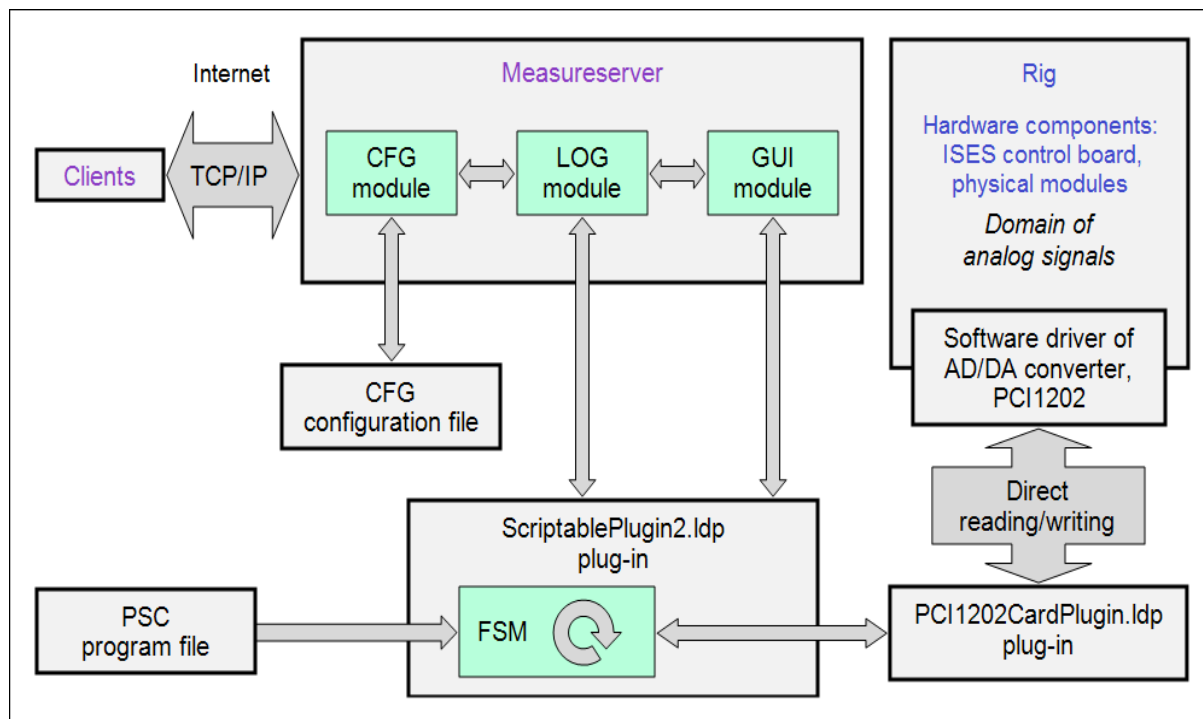 Internet
Clients
TCP/IP
Measureserver
CFG
module
LOG
module
GUI
module
CFG
configuration file
Rig
Hardware components:
ISES control board,
physical modules
Domain of
analog signals
Software driver of
AD/DA converter,
PCI1202
Direct
reading/writing
ScriptablePlugin2.ldp
plug-in
PSC
program file
FSM
PCI1202CardPlugin.ldp
plug-in